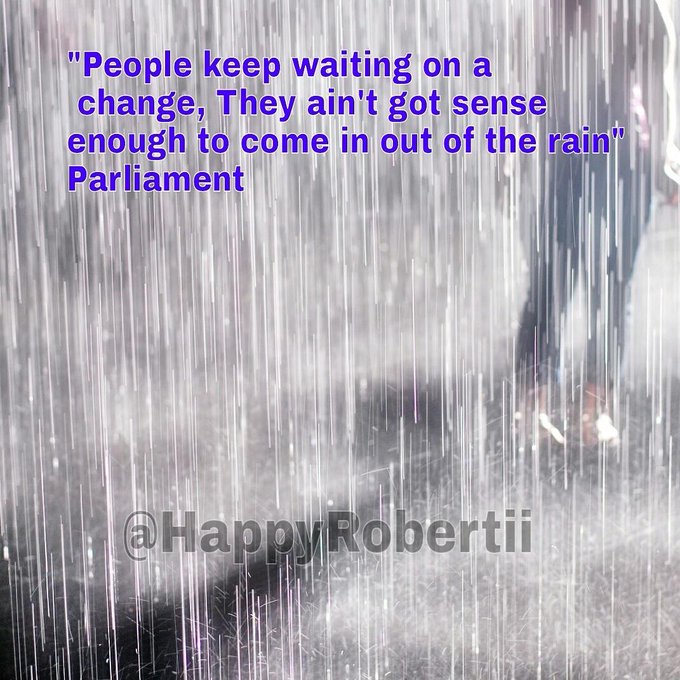 "People keep waiting on a
change, They ain't got sense
enough to come in out of the rain"
Parliament
@HappyRobertii